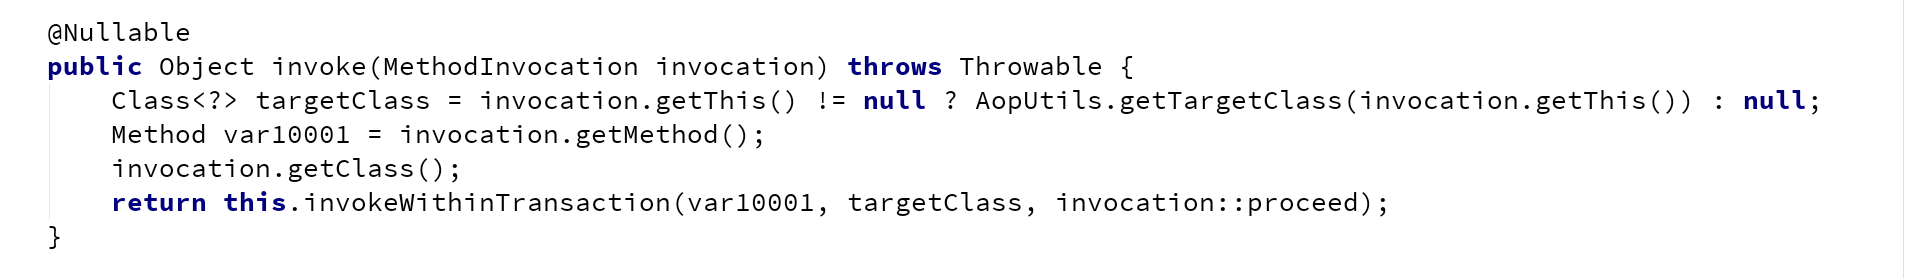 @Nullable
public Object invoke(MethodInvocation invocation) throws Throwable {
    Class<?> targetClass = invocation.getThis() != null ? AopUtils.getTargetClass(invocation.getThis()) : null;
    Method var10001 = invocation.getMethod();
    invocation.getClass();
    return this.invokeWithinTransaction(var10001, targetClass, invocation::proceed);
}